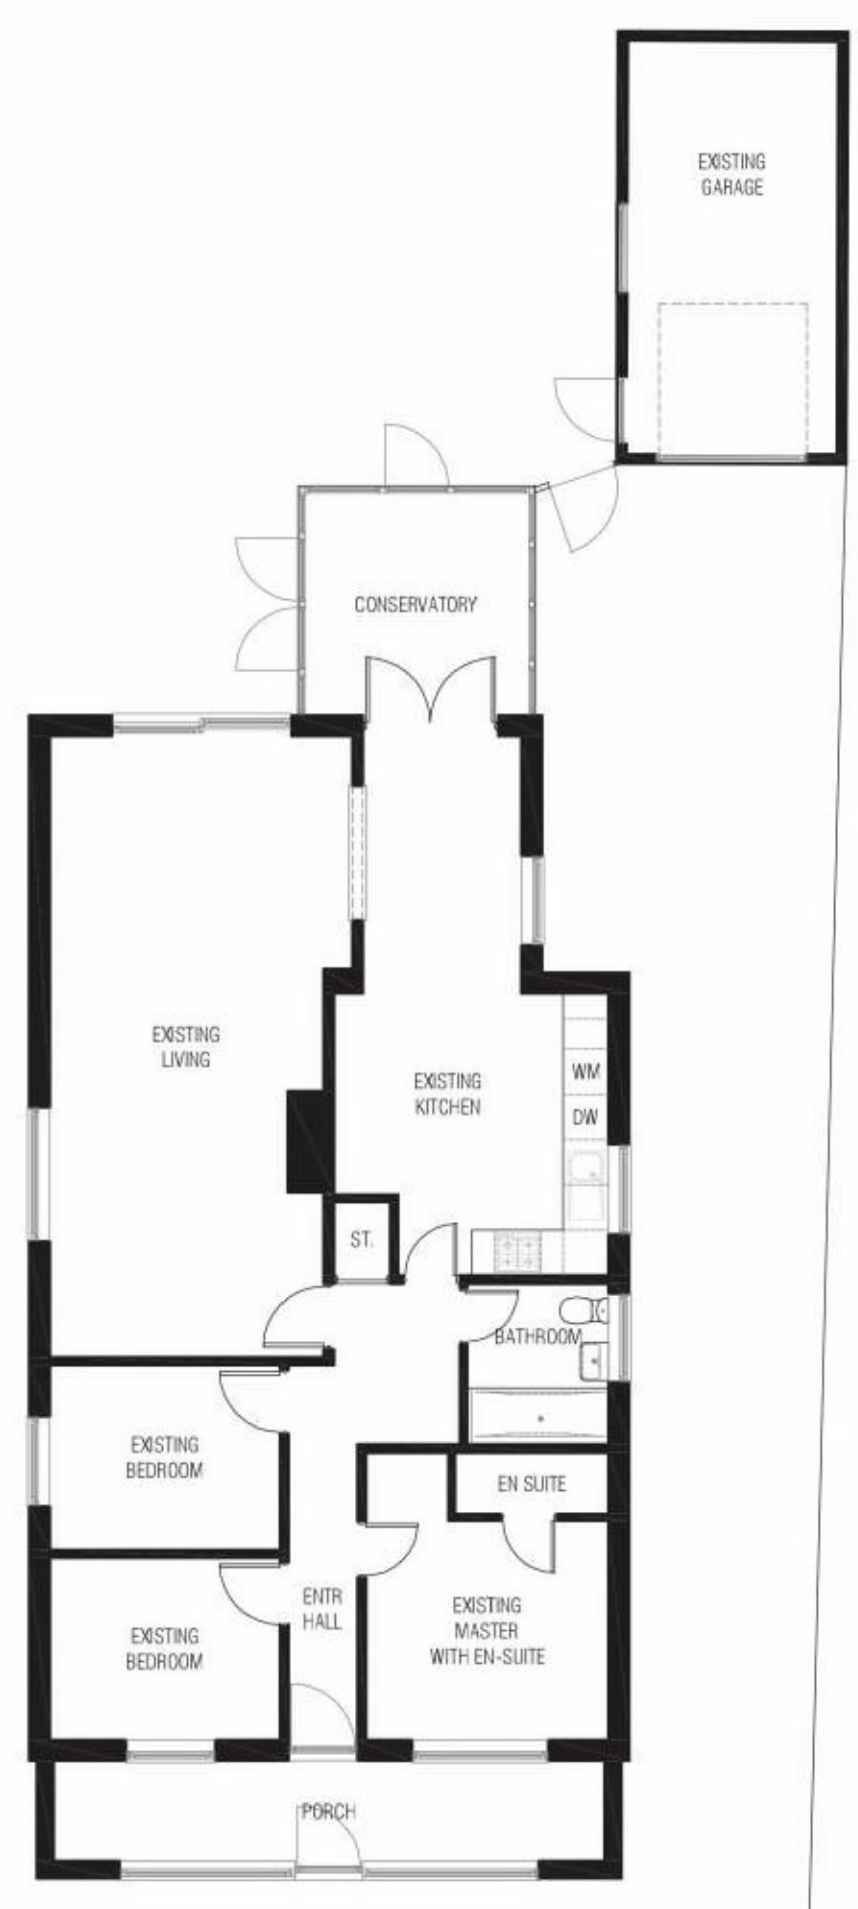 EXISTING
GARAGE
CONSERVATORY
EXISTING
LIVING
EXISTING
KITCHEN
WM
DW
ST.
BATHROOM
EXISTING
BEDROOM
EN SUITE
ENTR
HALL
EXISTING
MASTER
WITH EN-SUITE
EXISTING
BEDROOM
PORCH